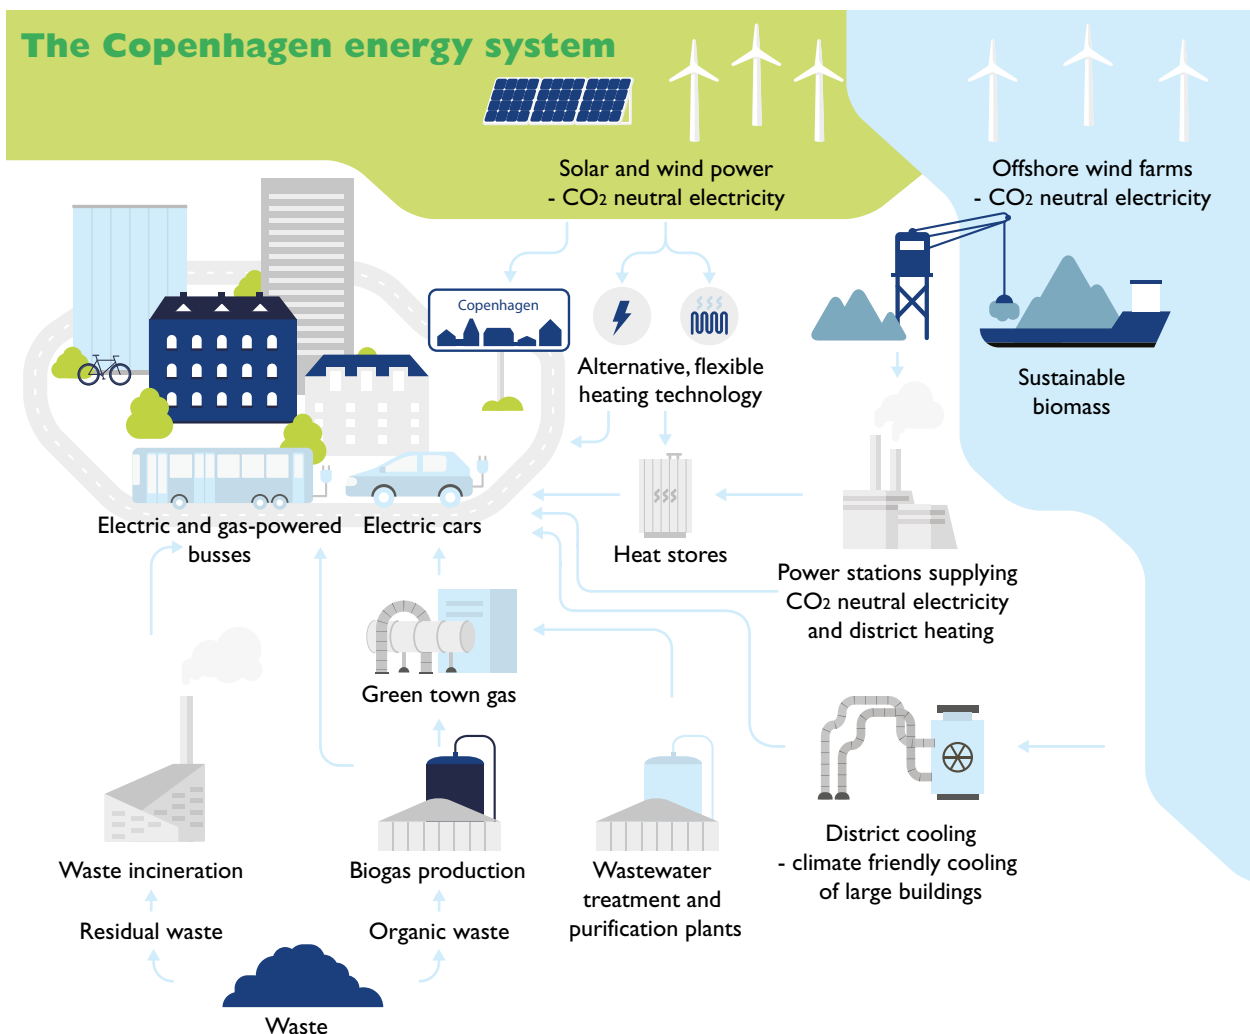 The Copenhagen energy system
Solar and wind power
- CO2 neutral electricity
Offshore wind farms
- CO2 neutral electricity
Copenhagen
Alternative, flexible
heating technology
Sustainable
biomass
Electric and gas-powered
busses
Electric cars
Heat stores
Power stations supplying
CO2 neutral electricity
and district heating
Green town gas
Waste incineration
Biogas production
Wastewater
treatment and
purification plants
District cooling
- climate friendly cooling
of large buildings
Residual waste
Organic waste
Waste